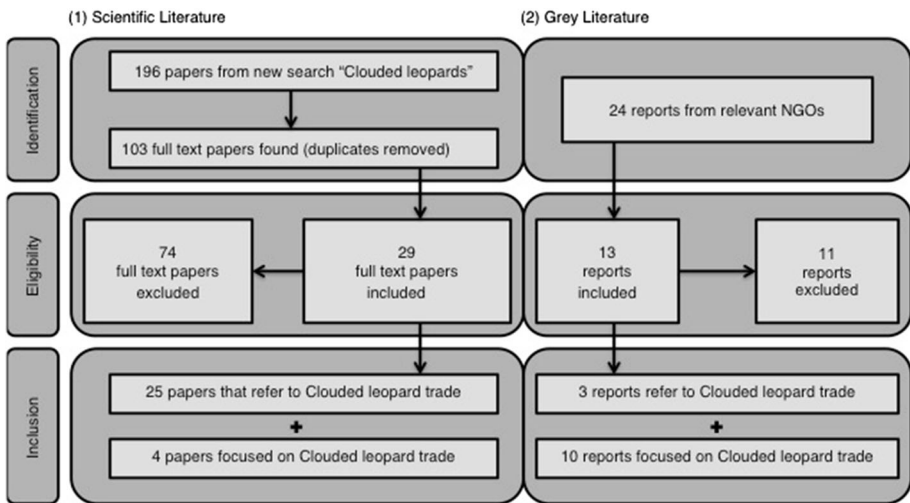 (1) Scientific Literature
(2) Grey Literature
Identification
196 papers from new search “Clouded leopards”
103 full text papers found (duplicates removed)
24 reports from relevant NGOs
Eligibility
74
full text papers
excluded
29
full text papers
included
13
reports
included
11
reports
excluded
Inclusion
25 papers that refer to Clouded leopard trade
+
4 papers focused on Clouded leopard trade
3 reports refer to Clouded leopard trade
+
10 reports focused on Clouded leopard trade